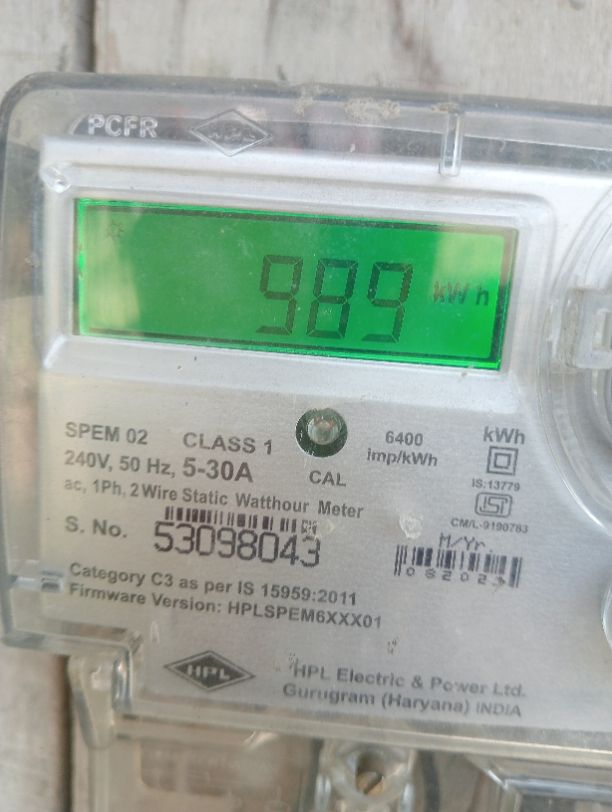 PCFR
989 kWh
SPEM 02 CLASS 1
240V, 50 Hz, 5-30A
CAL
6400
imp/kWh
kWh
IS:13779
ISI
CM/L-9190783
ac, 1Ph, 2 Wire Static Watthour Meter
S. No. 53098043
M/Yr
082023
Category C3 as per IS 15959:2011
Firmware Version: HPLSPEM6XXX01
HPL
HPL Electric & Power Ltd.
Gurugram (Haryana) INDIA